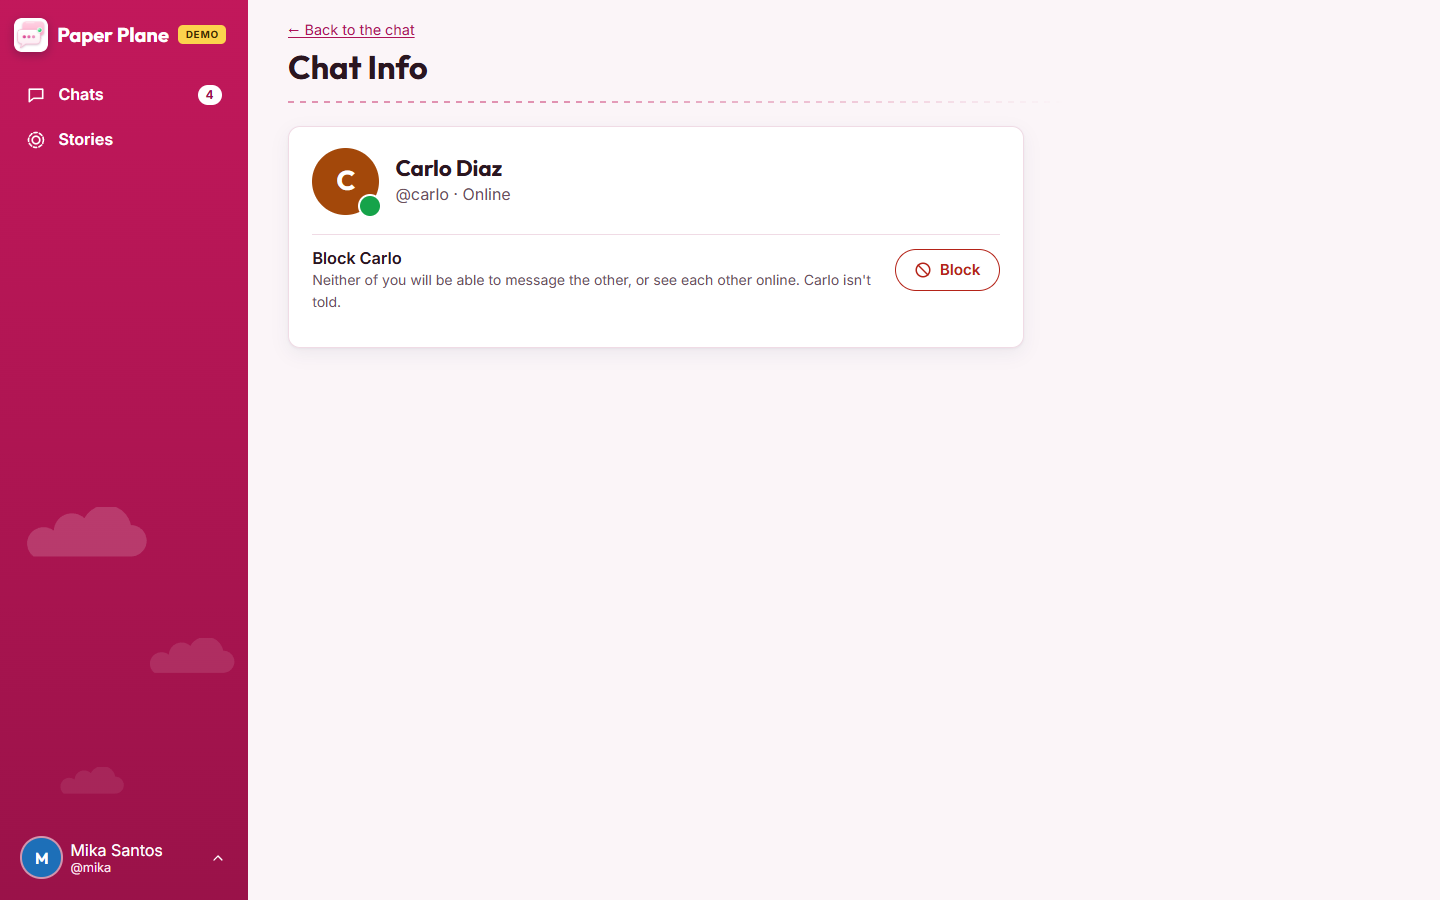 Paper Plane DEMO
Chats 4
Stories
← Back to the chat
Chat Info
C
Carlo Diaz
@carlo · Online
Block Carlo
Neither of you will be able to message the other, or see each other online. Carlo isn't
told.
Block
M
Mika Santos
@mika